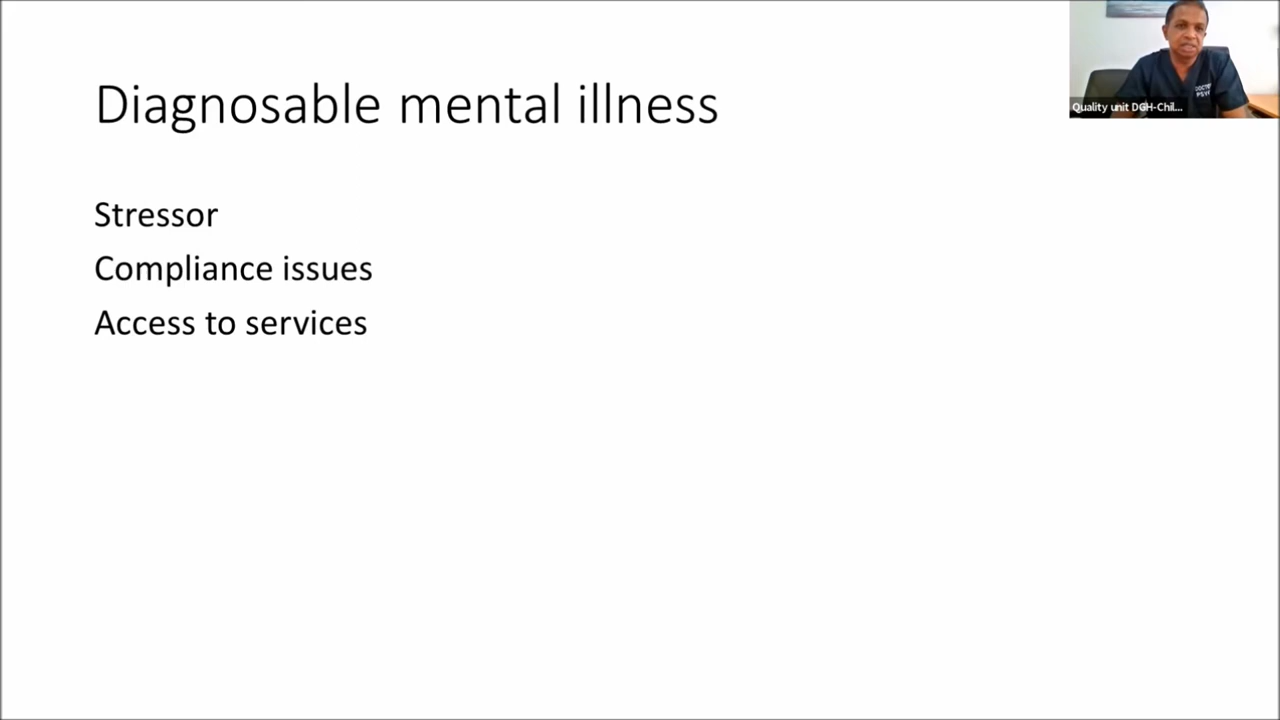 Diagnosable mental illness
Stressor
Compliance issues
Access to services
Quality unit DGH-Chil...